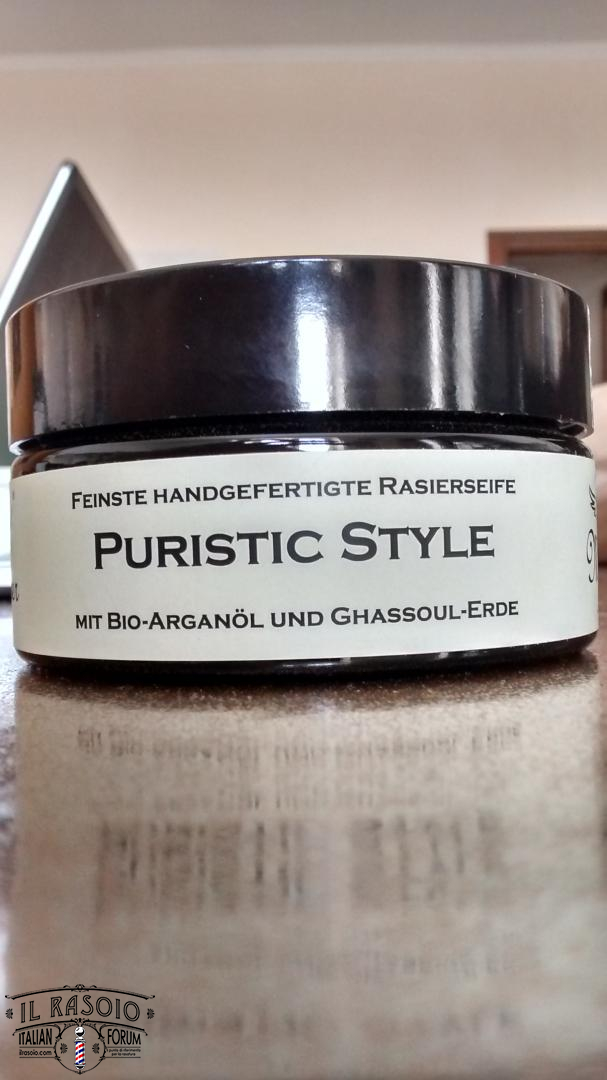 FEINSTE HANDGEFERTIGTE RASIERSEIFE
PURISTIC STYLE
MIT BIO-ARGANÖL UND GHASSOUL-ERDE
IL RASOIO
ITALIAN FORUM
ilrasoio.com